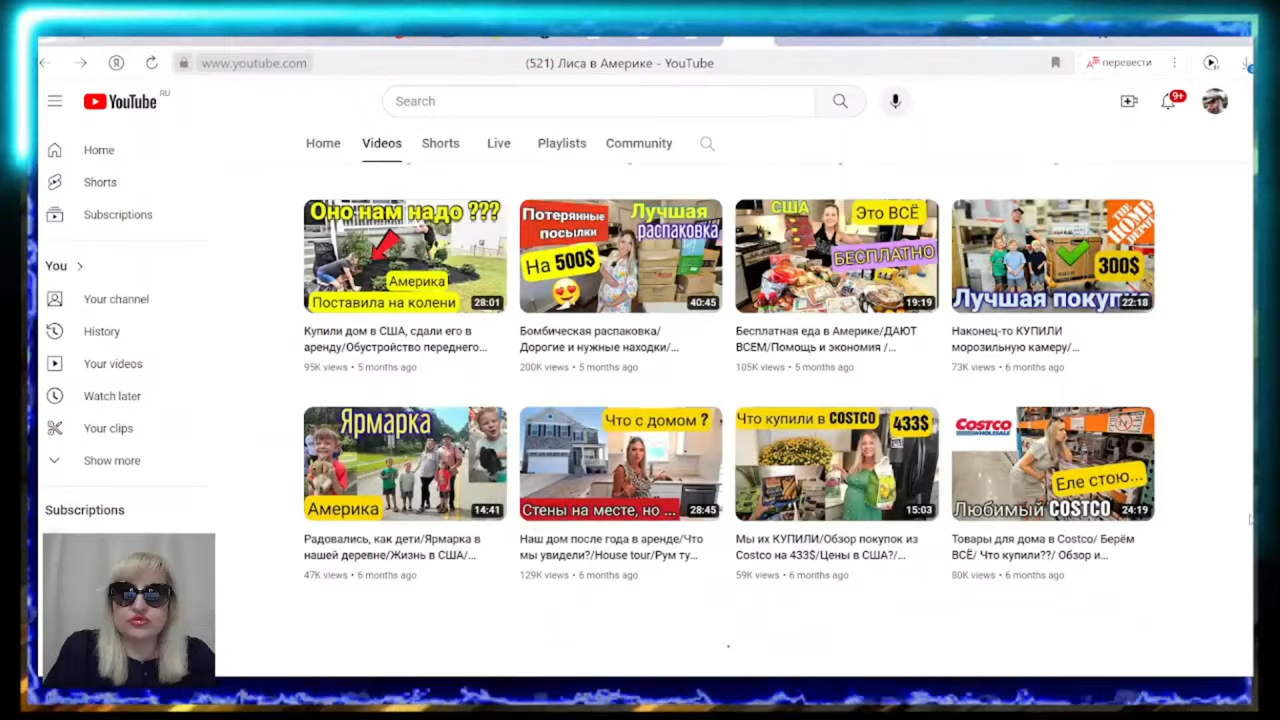 www.youtube.com
(521) Лиса в Америке - YouTube
перевести
YouTube RU
Search
9+
Home
Videos
Shorts
Live
Playlists
Community
Home
Shorts
Subscriptions
You
Your channel
History
Your videos
Watch later
Your clips
Show more
Subscriptions
Оно нам надо ???
Америка
Поставила на колени
28:01
Купили дом в США, сдали его в
аренду/Обустройство переднего...
95K views • 5 months ago
Потерянные
посылки
На 500$
Лучшая
распаковка
40:45
Бомбическая распаковка/
Дорогие и нужные находки/...
200K views • 5 months ago
США
Это ВСЁ
БЕСПЛАТНО
19:19
Бесплатная еда в Америке/ДАЮТ
ВСЕМ/Помощь и экономия /...
105K views • 5 months ago
THE HOME DEPOT
300$
Лучшая покуп
22:18
Наконец-то КУПИЛИ
морозильную камеру/...
73K views • 6 months ago
Ярмарка
Америка
14:41
Радовались, как дети/Ярмарка в
нашей деревне/Жизнь в США/...
47K views • 6 months ago
Что с домом ?
Стены на месте, но ...
28:45
Наш дом после года в аренде/Что
мы увидели?/House tour/Рум ту...
129K views • 6 months ago
Что купили в COSTCO
433$
15:03
Мы их КУПИЛИ/Обзор покупок из
Costco на 433$/Цены в США?/...
59K views • 6 months ago
COSTCO
WHOLESALE
Еле стою...
Любимый COSTCO
24:19
Товары для дома в Costco/ Берём
ВСЁ/ Что купили??/ Обзор и...
80K views • 6 months ago